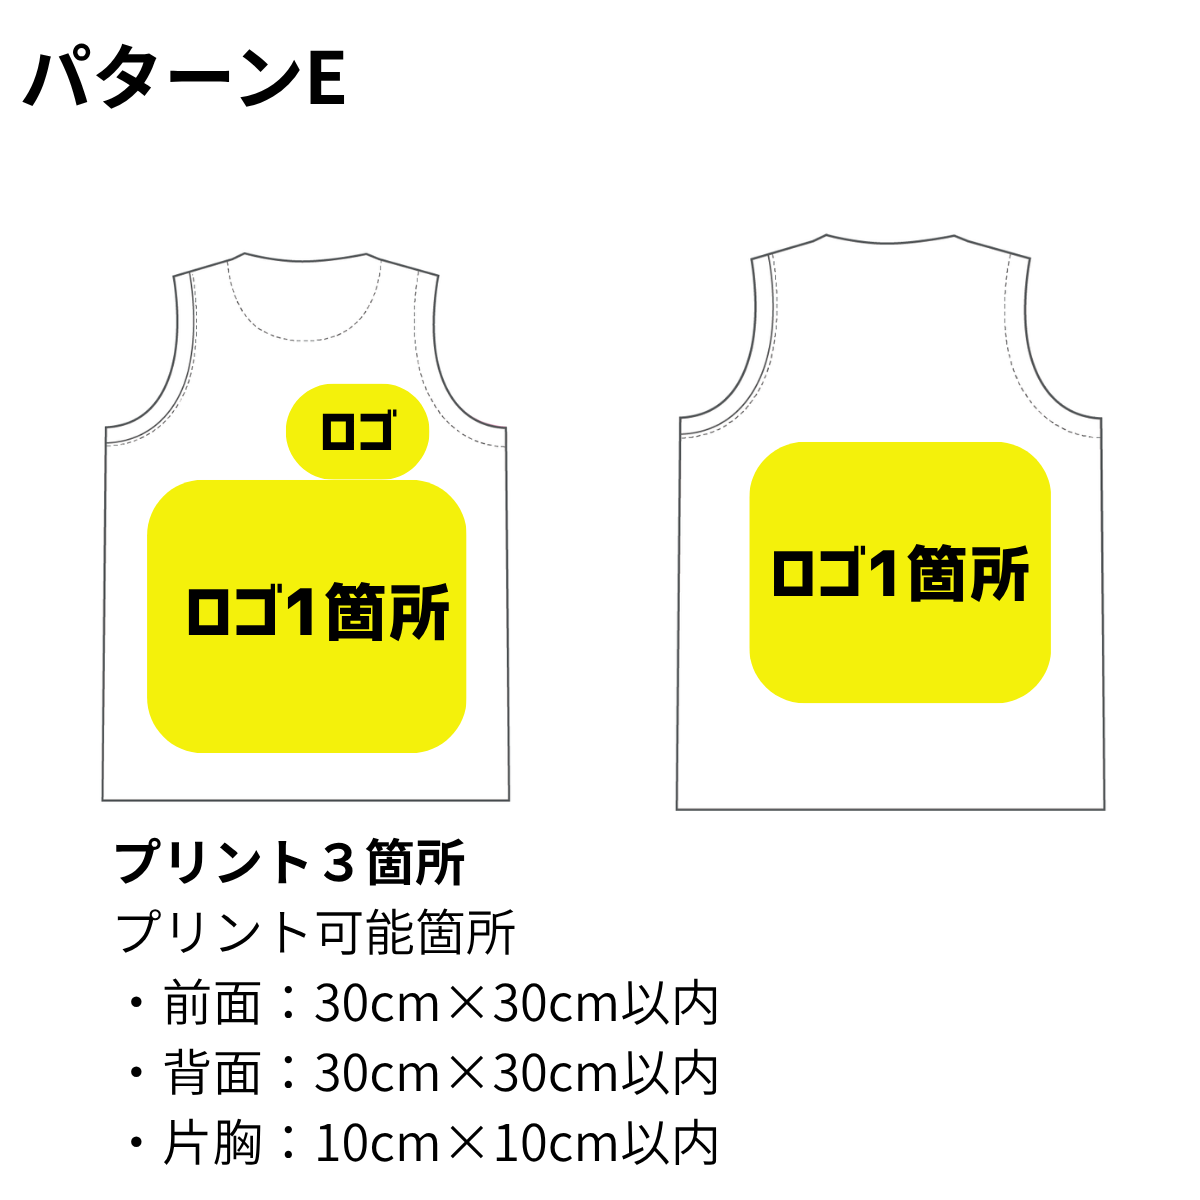 パターンE
ロゴ
ロゴ1箇所
ロゴ1箇所
プリント３箇所
プリント可能箇所
・前面：30cm×30cm以内
・背面：30cm×30cm以内
・片胸：10cm×10cm以内